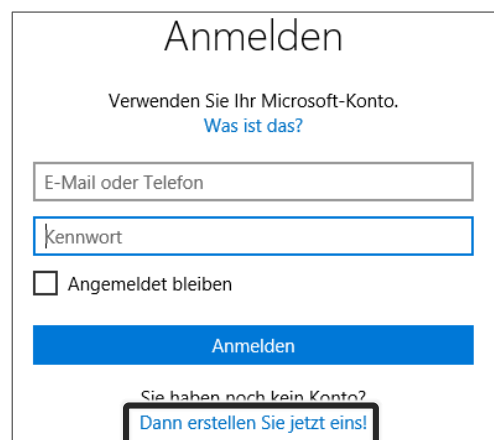 Anmelden
Verwenden Sie Ihr Microsoft-Konto.
Was ist das?
E-Mail oder Telefon
Kennwort
Angemeldet bleiben
Anmelden
Sie haben noch kein Konto?
Dann erstellen Sie jetzt eins!